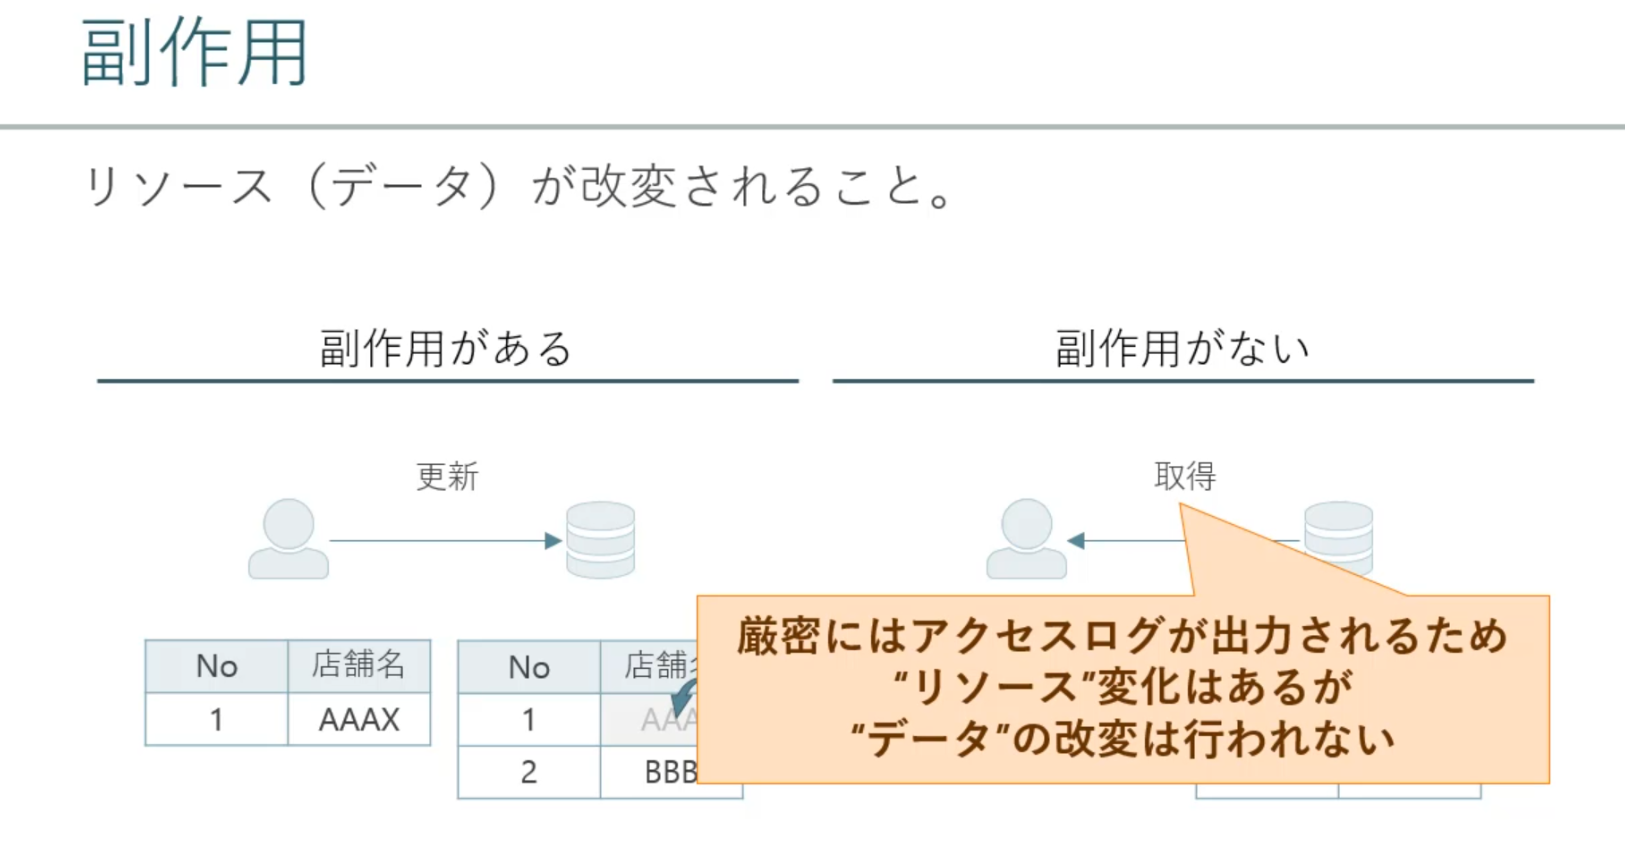 副作用
リソース（データ）が改変されること。
副作用がある
副作用がない
更新
取得
No 店舗名
1 AAAX
No 店舗
1 AAA
2 BBB
厳密にはアクセスログが出力されるため
“リソース”変化はあるが
“データ”の改変は行われない